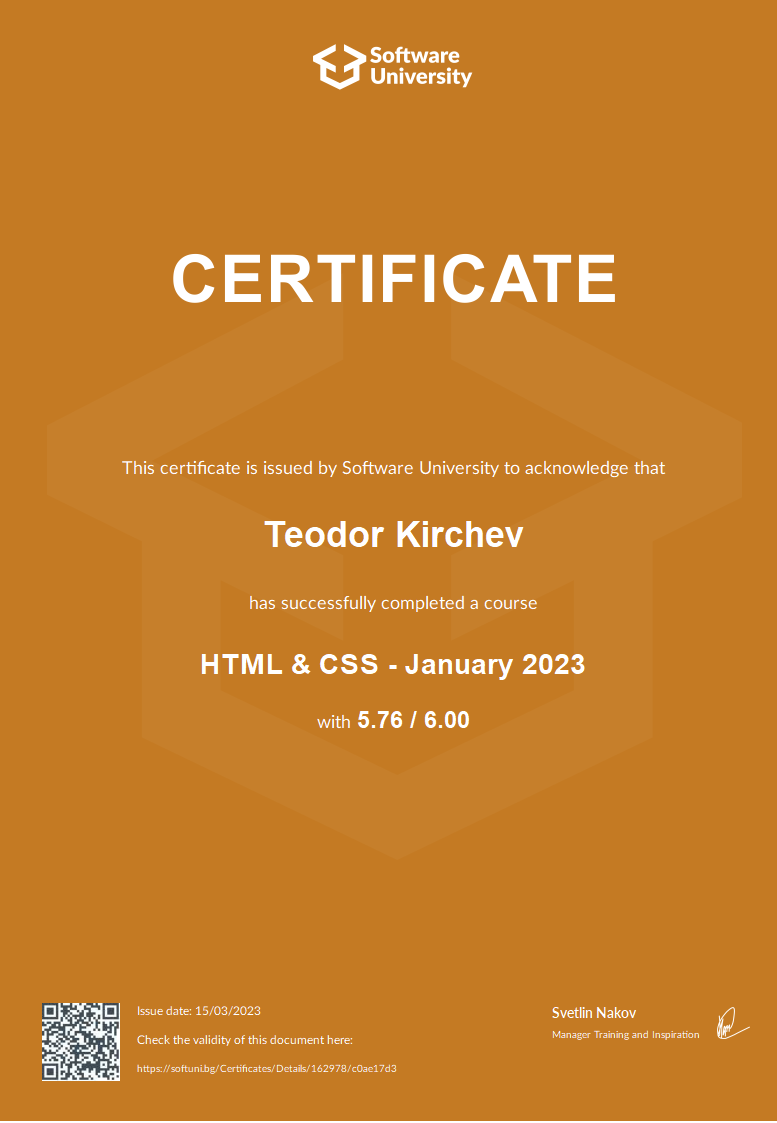 Software
University
CERTIFICATE
This certificate is issued by Software University to acknowledge that
Teodor Kirchev
has successfully completed a course
HTML & CSS - January 2023
with 5.76 / 6.00
Issue date: 15/03/2023
Check the validity of this document here:
https://softuni.bg/Certificates/Details/162978/c0ae17d3
Svetlin Nakov
Manager Training and Inspiration